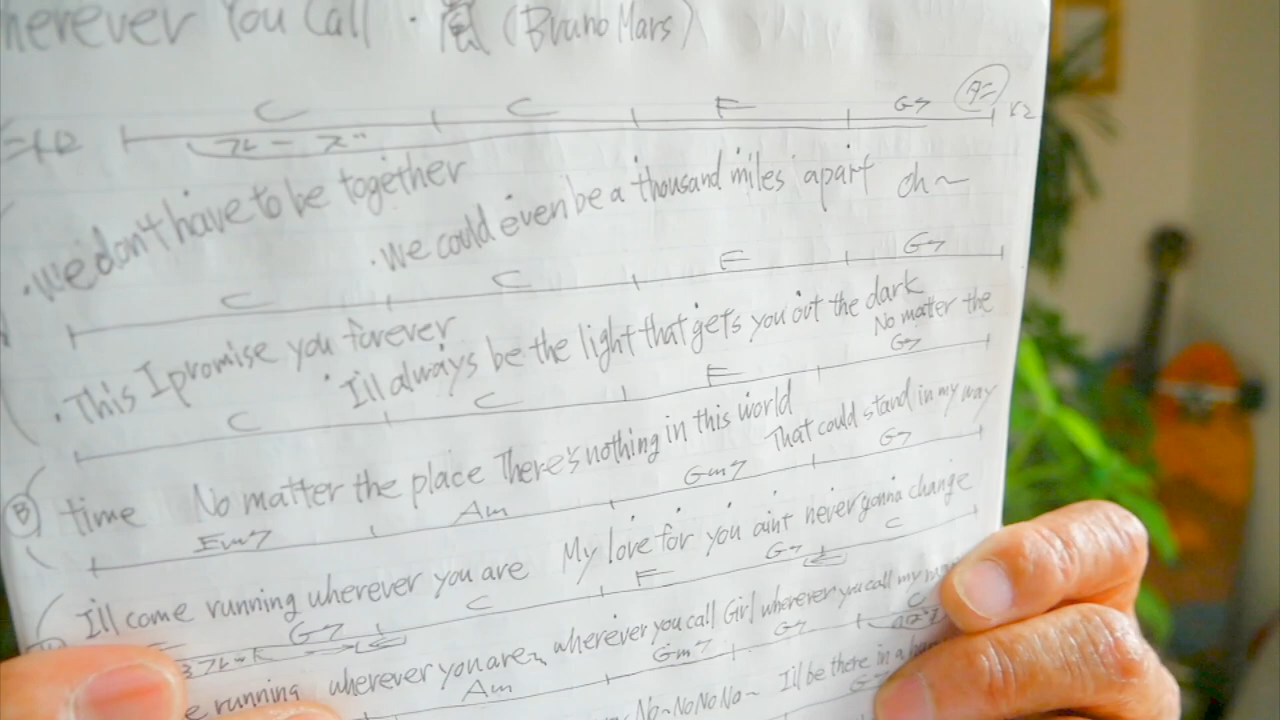 herever You Call ・ 嵐 (Bruno Mars)
C C F G7 x2
フレーズ
・We don't have to be together
・We could even be a thousand miles apart oh~
C C F G7
・This I promise you forever
・I'll always be the light that gets you out the dark
No matter the
C C F G7
B time No matter the place There's nothing in this world
That could stand in my way
Em7 Am Gm7 G7
I'll come running wherever you are My love for you ain't never gonna change
C F G7 C
G7
e running wherever you are~ wherever you call Girl wherever you call my
Am Gm7 G7 C
No~NoNoNo~ I'll be there in a
G7